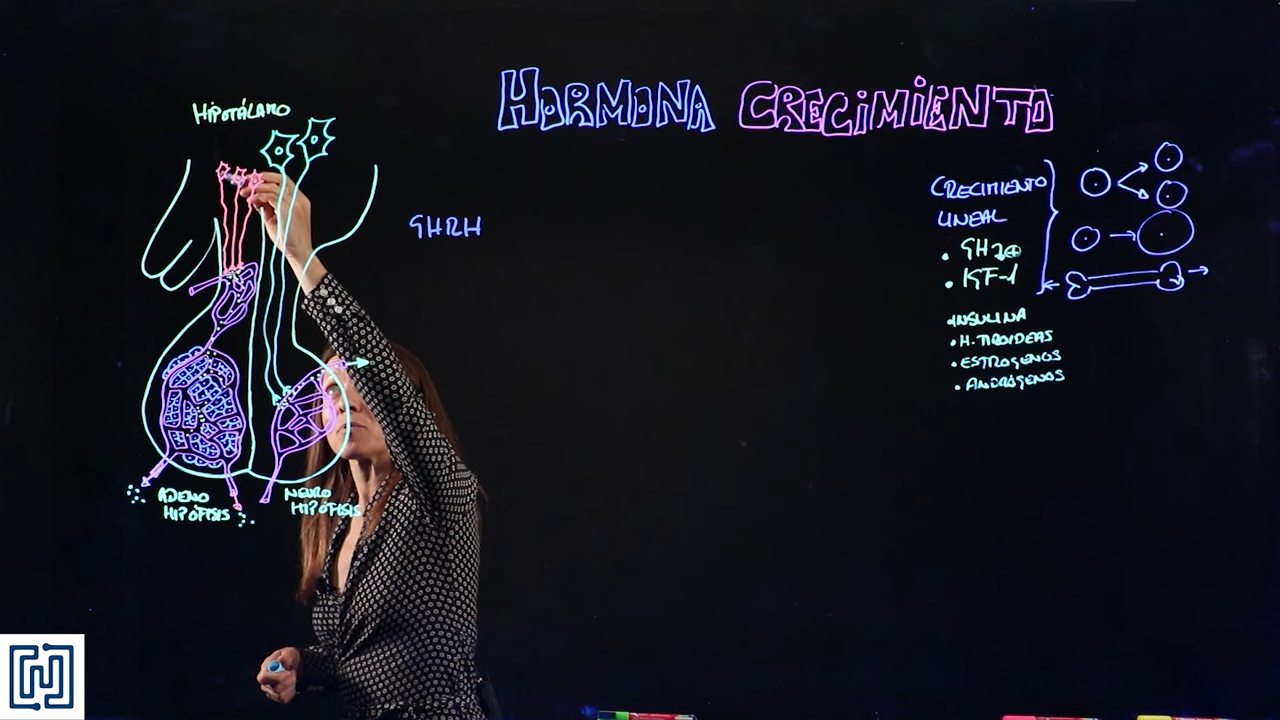 HORMONA CRECIMIENTO
HIPOTÁLAMO
GHRH
CRECIMIENTO
LINEAL
• GH
• IGF-1
• INSULINA
• H. TIROIDEAS
• ESTRÓGENOS
• ANDRÓGENOS
ADENO
HIPÓFISIS
NEURO
HIPÓFISIS